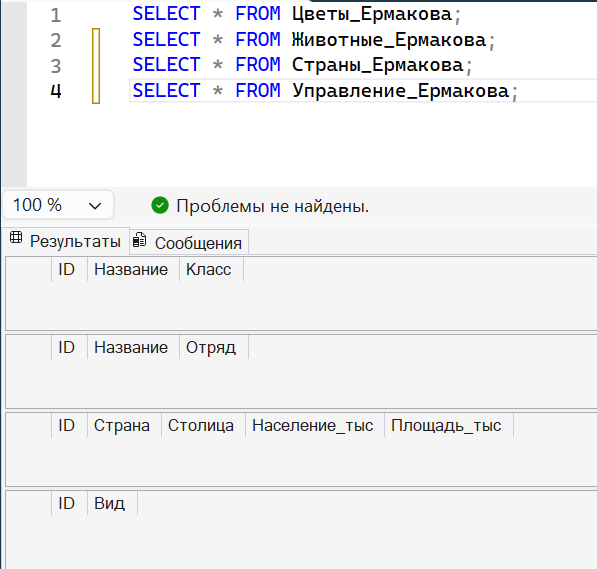 1 SELECT * FROM Цветы_Ермакова;
2 SELECT * FROM Животные_Ермакова;
3 SELECT * FROM Страны_Ермакова;
4 SELECT * FROM Управление_Ермакова;
100 % Проблемы не найдены.
Результаты Сообщения
ID Название Класс
ID Название Отряд
ID Страна Столица Население_тыс Площадь_тыс
ID Вид